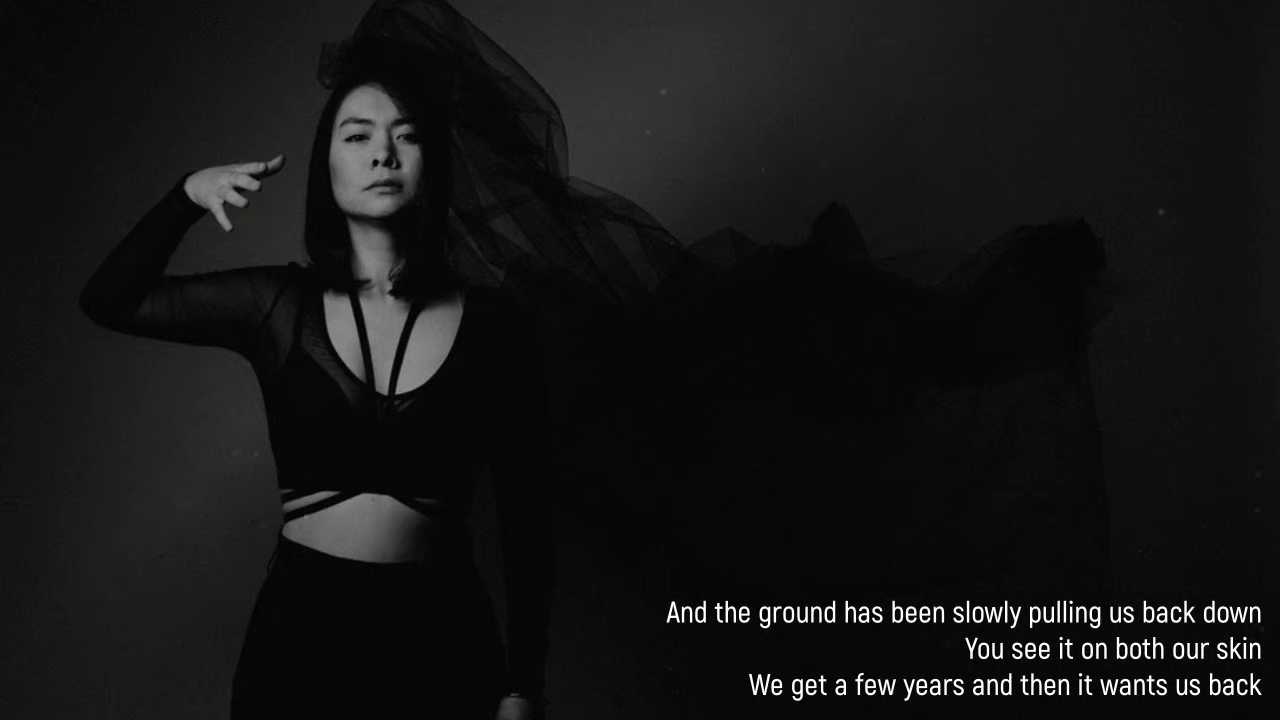 And the ground has been slowly pulling us back down
You see it on both our skin
We get a few years and then it wants us back